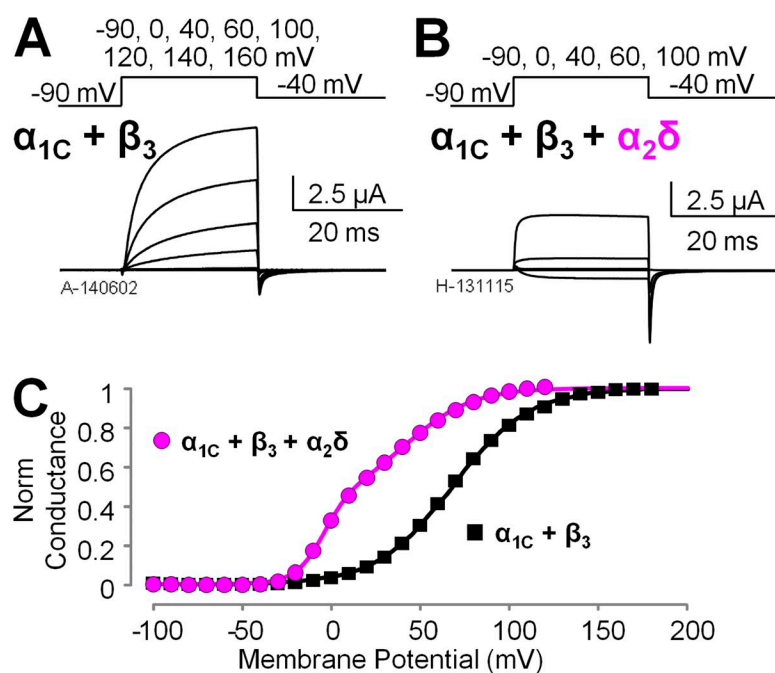 A
-90, 0, 40, 60, 100,
120, 140, 160 mV
-90 mV
-40 mV
α1C + β3
2.5 µA
20 ms
A-140602
B
-90, 0, 40, 60, 100 mV
-90 mV
-40 mV
α1C + β3 + α2δ
2.5 µA
20 ms
H-131115
C
Norm
Conductance
1
0.8
0.6
0.4
0.2
0
α1C + β3 + α2δ
α1C + β3
-100
-50
0
50
100
150
200
Membrane Potential (mV)